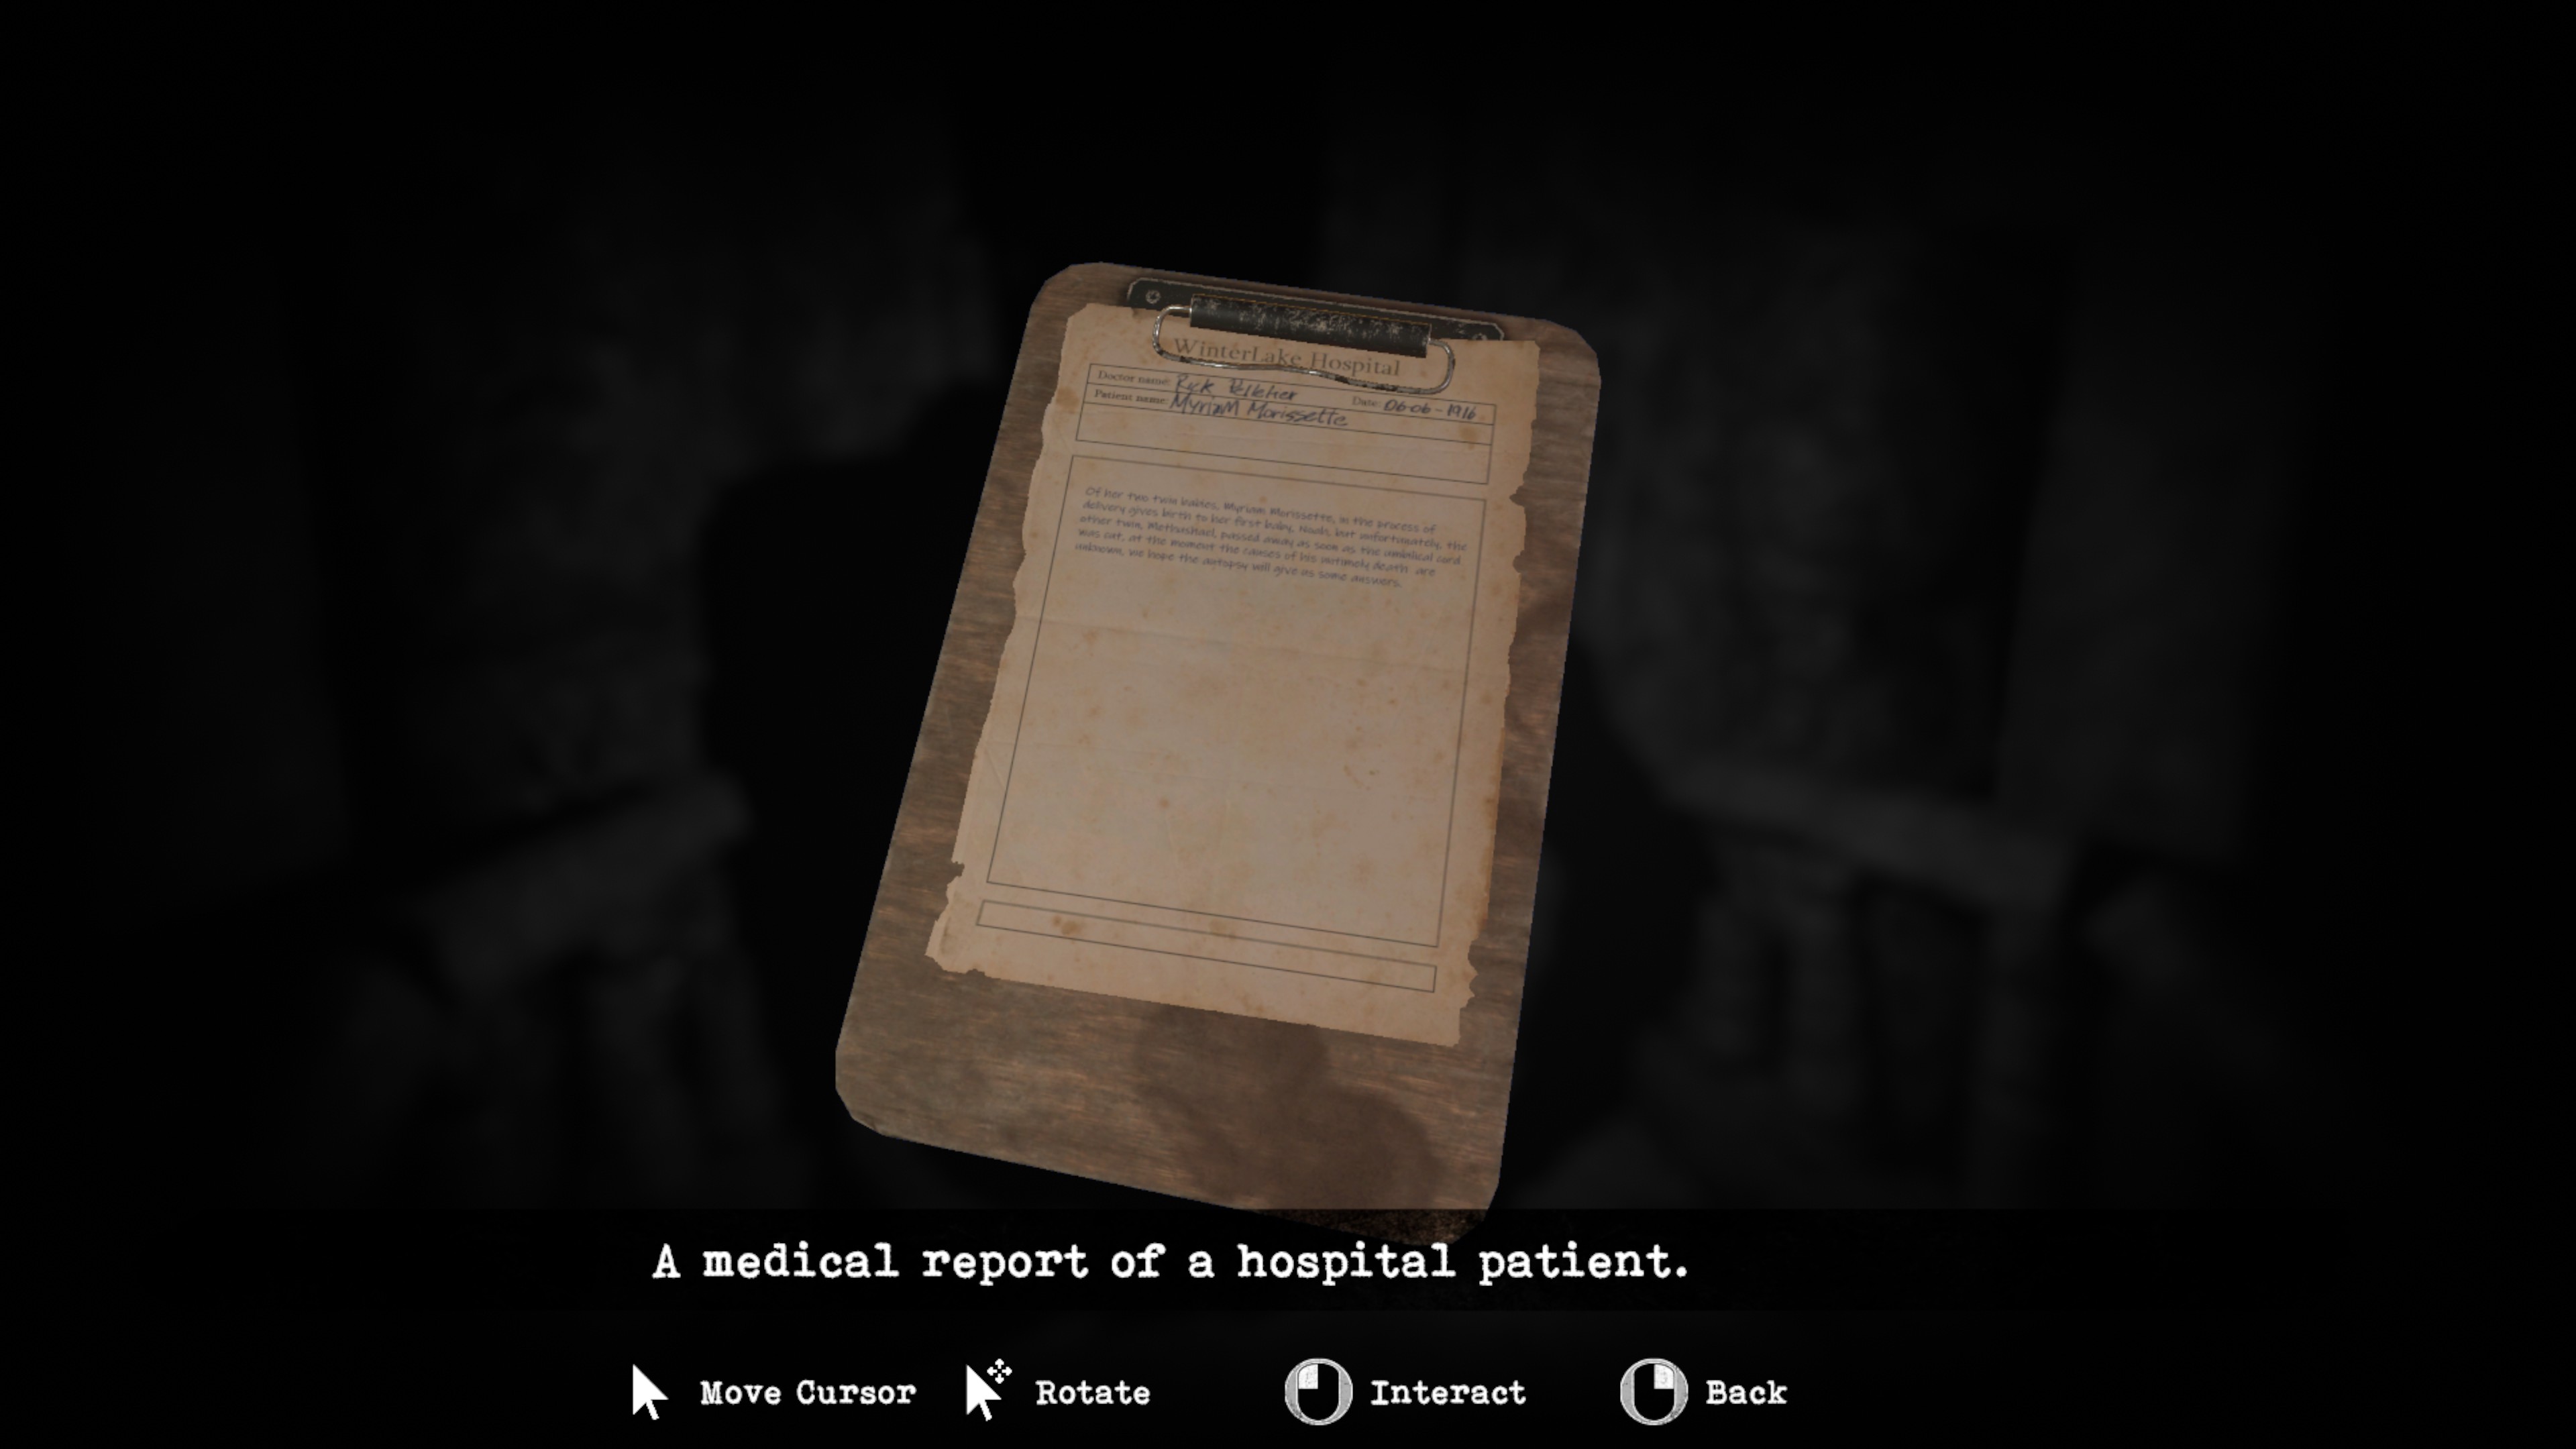 WinterLake Hospital
Doctor name: Rick Pelletier Date: 06-06-1916
Patient name: Myriam Morissette
Of her two twin babies, Myriam Morissette, in the process of
delivery gives birth to her first baby, Noah, but unfortunately, the
other twin, Methushael, passed away as soon as the umbilical cord
was cut, at the moment the causes of his untimely death are
unknown, we hope the autopsy will give us some answers.
A medical report of a hospital patient.
Move Cursor Rotate Interact Back